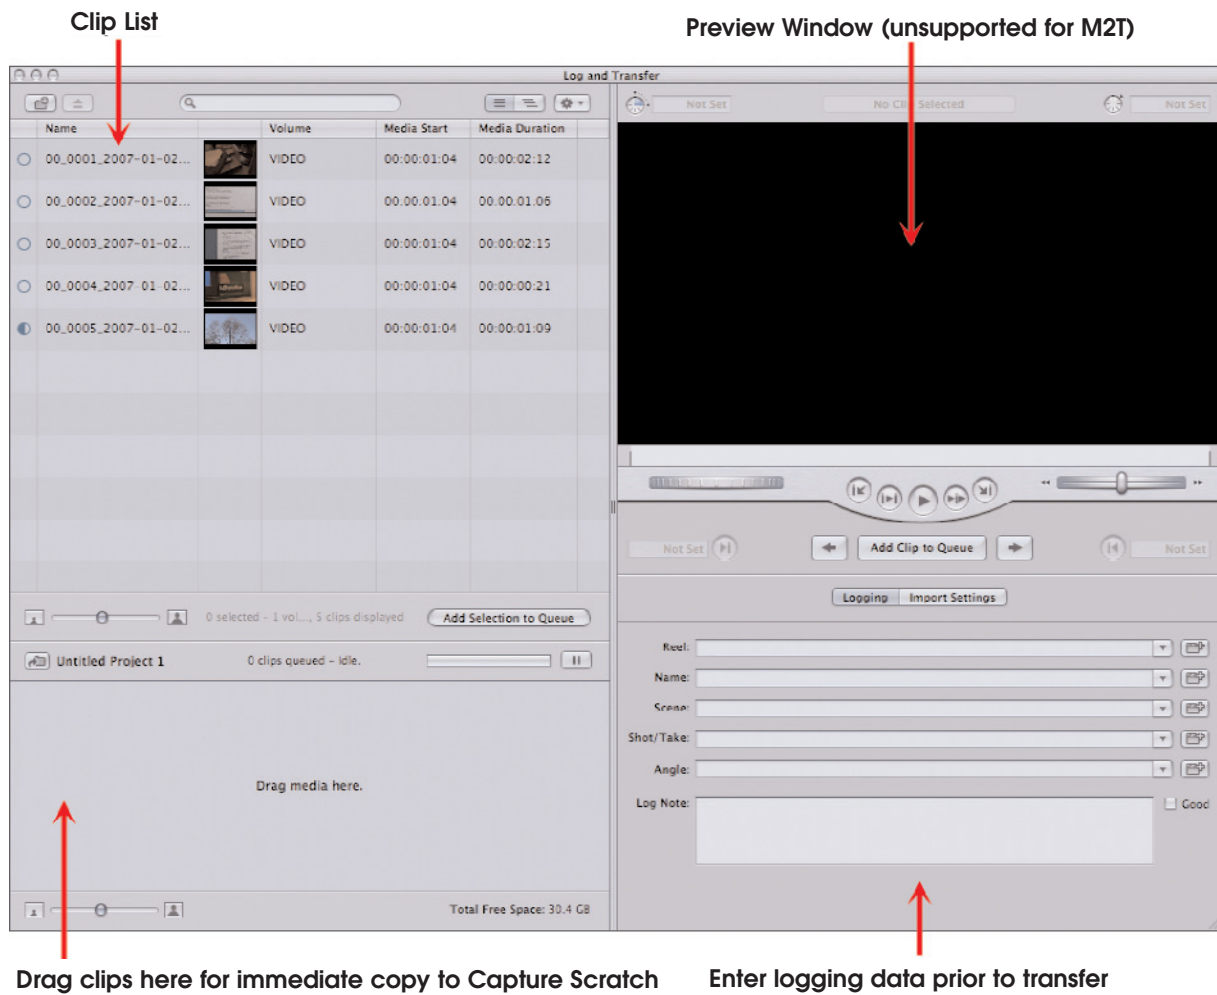 Clip List
Preview Window (unsupported for M2T)
Log and Transfer
Not Set
No Clip Selected
Not Set
Name Volume Media Start Media Duration
00_0001_2007-01-02... VIDEO 00:00:01:04 00:00:02:12
00_0002_2007-01-02... VIDEO 00:00:01:04 00:00:01:06
00_0003_2007-01-02... VIDEO 00:00:01:04 00:00:02:15
00_0004_2007-01-02... VIDEO 00:00:01:04 00:00:00:21
00_0005_2007-01-02... VIDEO 00:00:01:04 00:00:01:09
Not Set
Add Clip to Queue
Not Set
Logging Import Settings
0 selected - 1 vol..., 5 clips displayed
Add Selection to Queue
Untitled Project 1
0 clips queued - Idle.
Reel:
Name:
Scene:
Shot/Take:
Angle:
Log Note:
Good
Drag media here.
Total Free Space: 30.4 GB
Drag clips here for immediate copy to Capture Scratch
Enter logging data prior to transfer